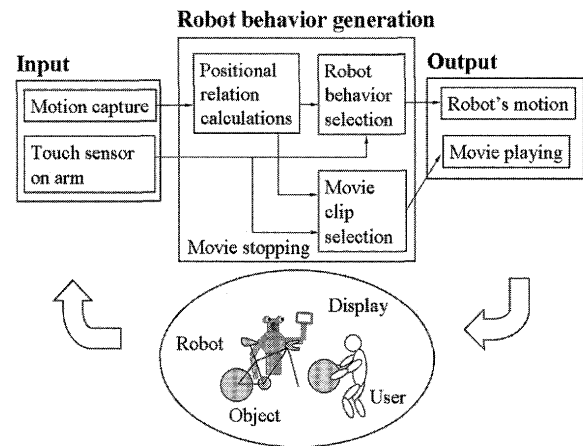 Robot behavior generation
Input
Output
Motion capture
Touch sensor
on arm
Positional
relation
calculations
Robot
behavior
selection
Movie
clip
selection
Movie stopping
Robot's motion
Movie playing
Display
Robot
User
Object